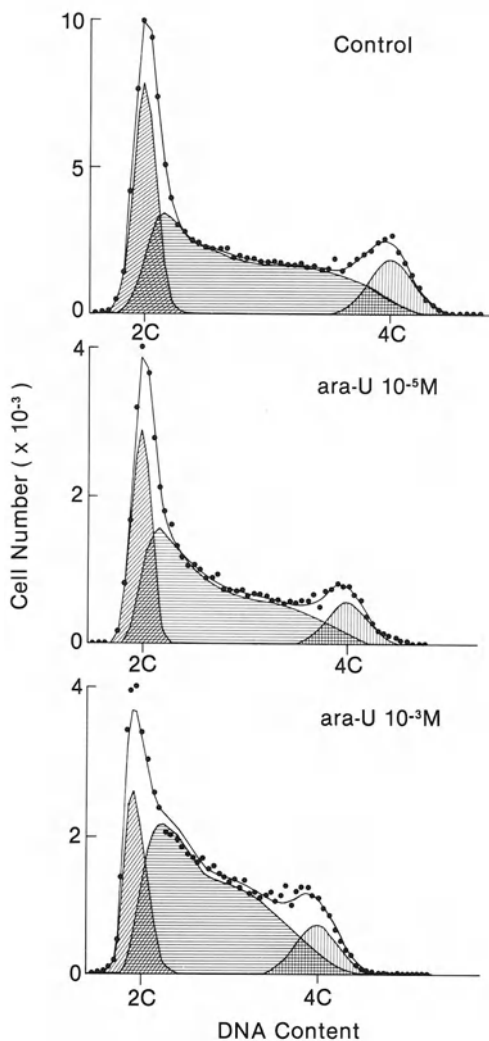 Control
10
5
0
2C 4C
ara-U 10⁻⁵M
4
2
0
2C 4C
ara-U 10⁻³M
4
2
0
2C 4C
Cell Number ( x 10⁻³)
DNA Content